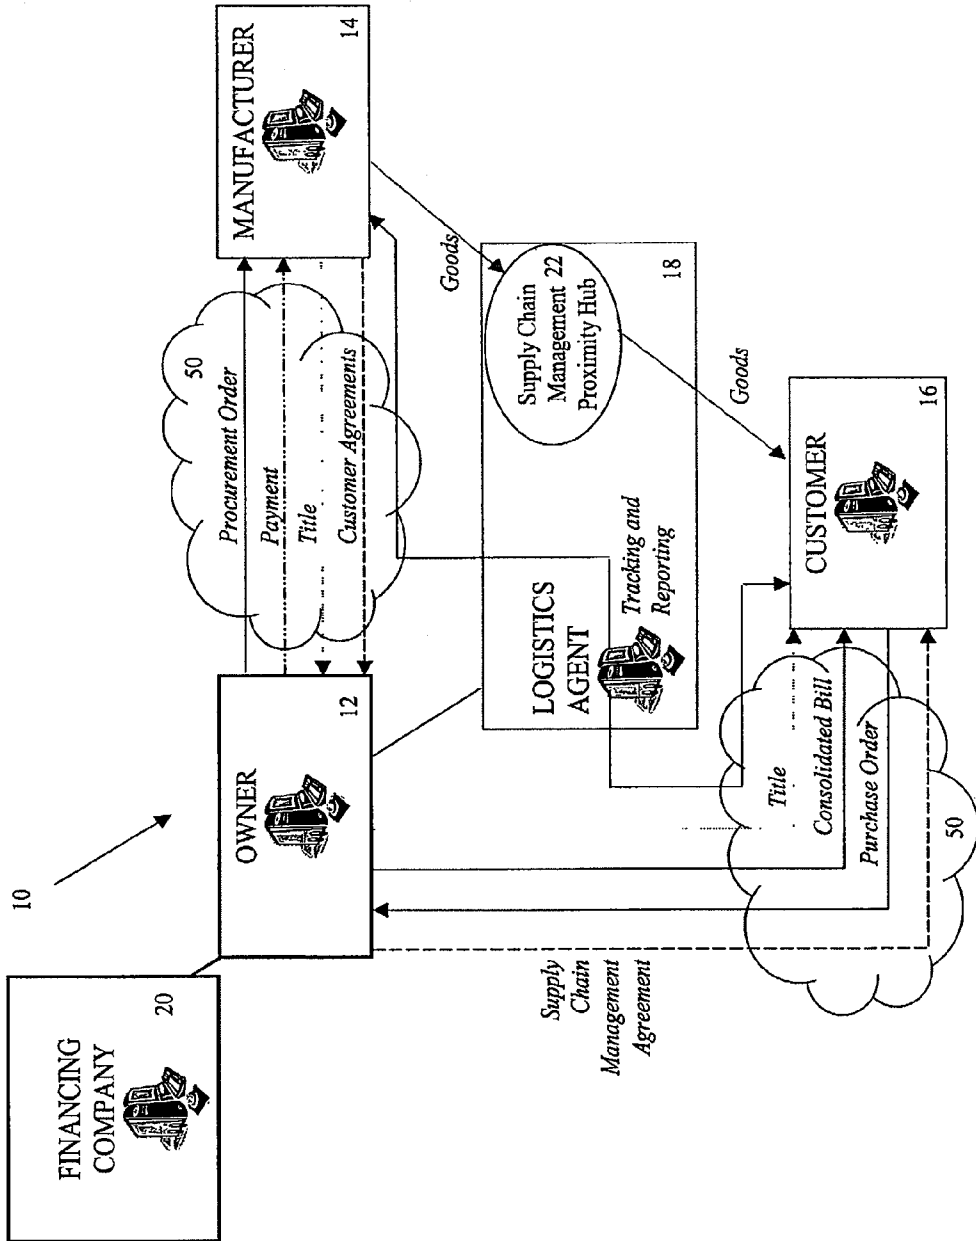 10
FINANCING
COMPANY
20
OWNER
12
MANUFACTURER
14
50
Procurement Order
Payment
Title
Customer Agreements
Goods
LOGISTICS
AGENT
Tracking and
Reporting
Supply Chain
Management 22
Proximity Hub
18
Goods
Supply
Chain
Management
Agreement
Title
Consolidated Bill
Purchase Order
50
CUSTOMER
16